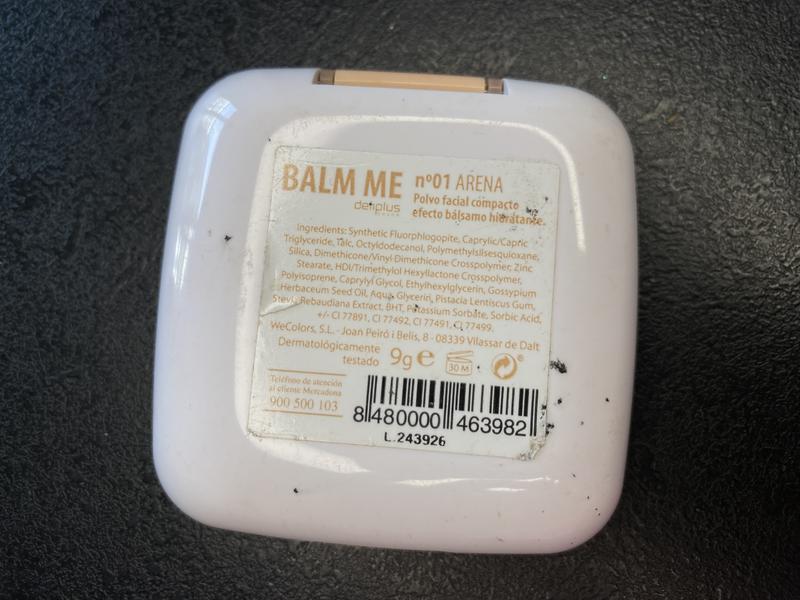 BALM ME nº01 ARENA
deliplus
Polvo facial compacto
efecto bálsamo hidratante.
Ingredients: Synthetic Fluorphlogopite, Caprylic/Capric
Triglyceride, Talc, Octyldodecanol, Polymethylsilsesquioxane,
Silica, Dimethicone/Vinyl Dimethicone Crosspolymer, Zinc
Stearate, HDI/Trimethylol Hexyllactone Crosspolymer,
Polyisoprene, Caprylyl Glycol, Ethylhexylglycerin, Gossypium
Herbaceum Seed Oil, Aqua, Glycerin, Pistacia Lentiscus Gum,
Stevia Rebaudiana Extract, BHT, Potassium Sorbate, Sorbic Acid,
+/- CI 77891, CI 77492, CI 77491, CI 77499.
WeColors, S.L. - Joan Peiró i Belis, 8 - 08339 Vilassar de Dalt
Dermatológicamente
testado
9g e 30 M ®
Teléfono de atención
al cliente Mercadona
900 500 103
8 480000 463982
L.243926